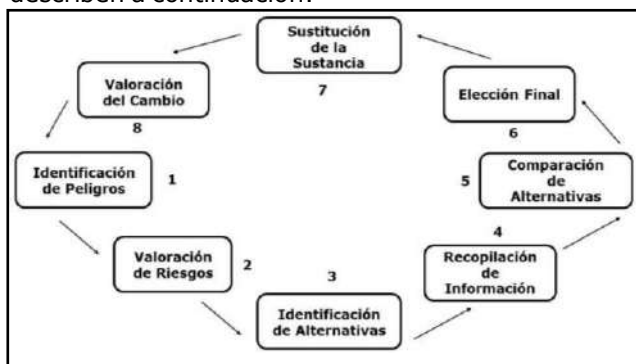 describen a continuación:
Sustitución
de la
Sustancia
7
Valoración
del Cambio
8
Elección Final
6
Identificación
de Peligros
1
Comparación
de
Alternativas
5
Valoración
de Riesgos
2
3
Identificación
de Alternativas
4
Recopilación
de
Información